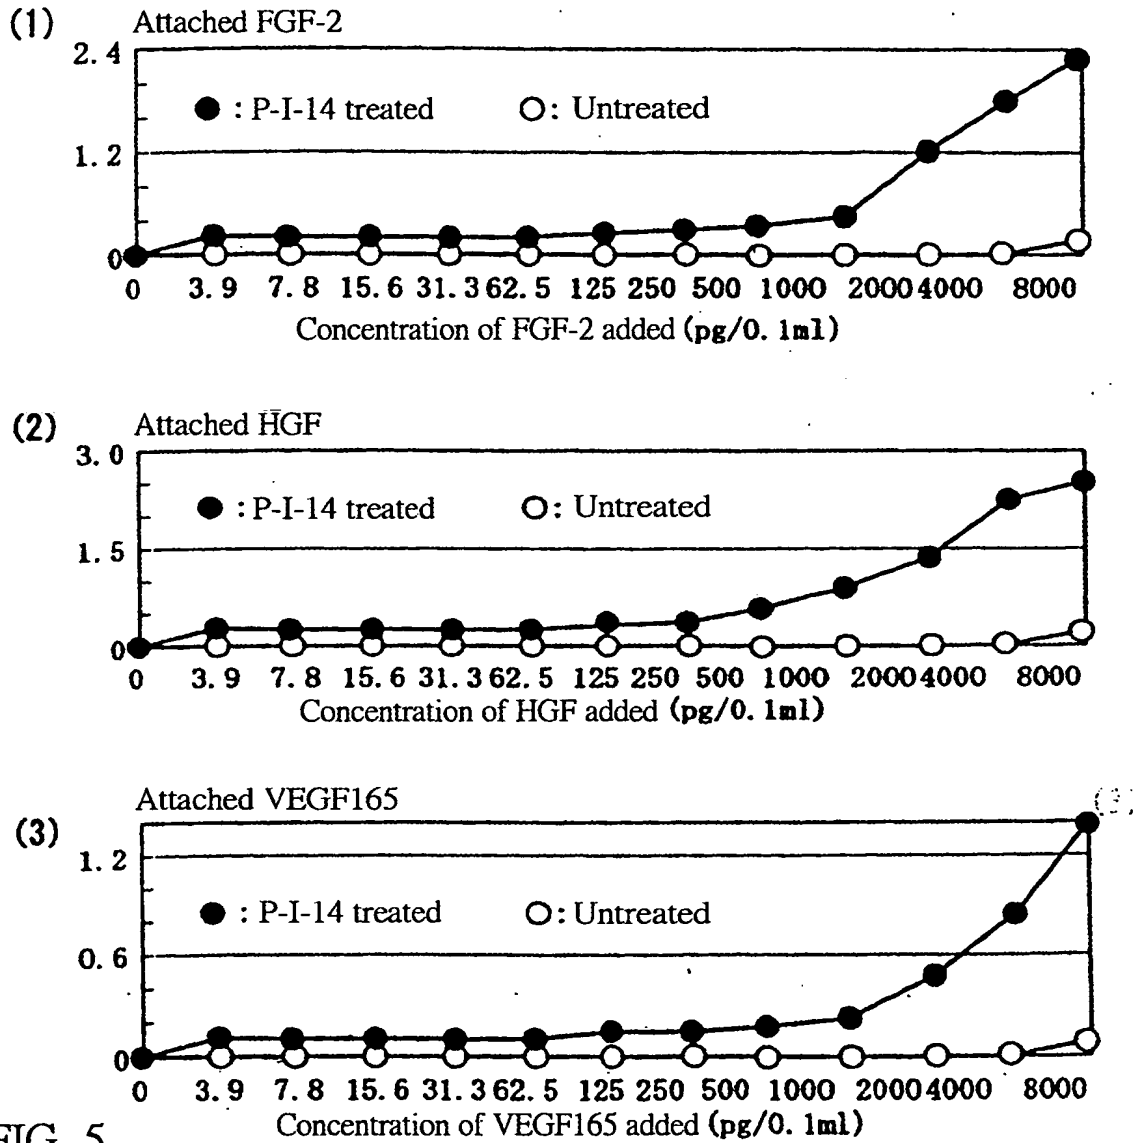 (1) Attached FGF-2
2.4
● : P-I-14 treated ○: Untreated
1.2
0
0 3.9 7.8 15.6 31.3 62.5 125 250 500 1000 2000 4000 8000
Concentration of FGF-2 added (pg/0.1ml)
(2) Attached HGF
3.0
● : P-I-14 treated ○: Untreated
1.5
0
0 3.9 7.8 15.6 31.3 62.5 125 250 500 1000 2000 4000 8000
Concentration of HGF added (pg/0.1ml)
Attached VEGF165
(3)
1.2
● : P-I-14 treated ○: Untreated
0.6
0
0 3.9 7.8 15.6 31.3 62.5 125 250 500 1000 2000 4000 8000
Concentration of VEGF165 added (pg/0.1ml)
FIG. 5